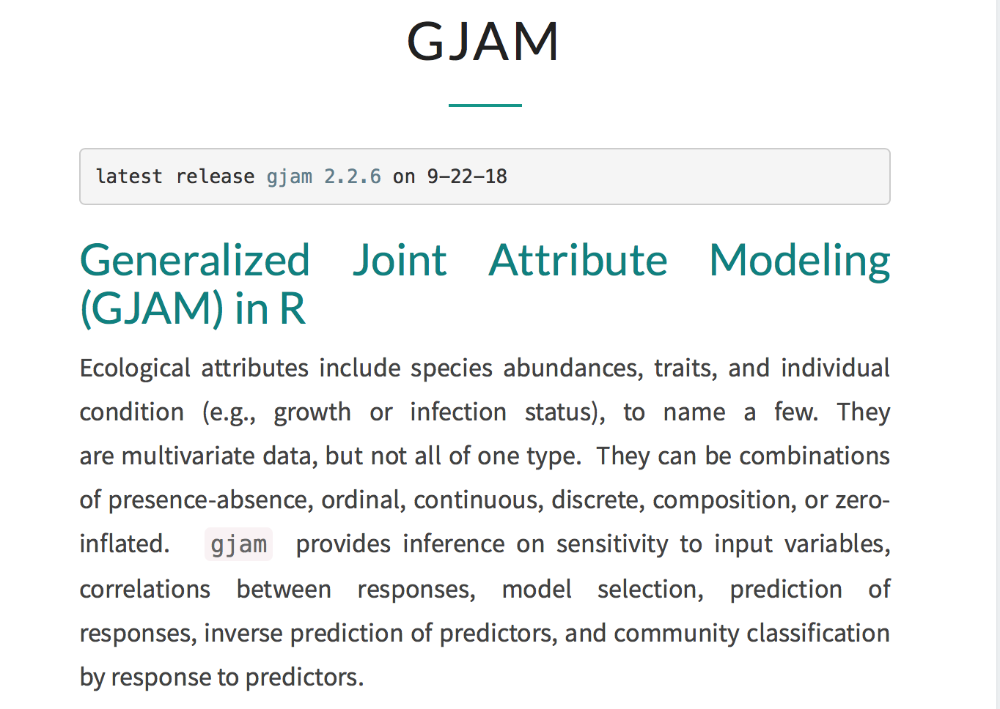 GJAM
latest release gjam 2.2.6 on 9-22-18
Generalized Joint Attribute Modeling
(GJAM) in R
Ecological attributes include species abundances, traits, and individual
condition (e.g., growth or infection status), to name a few. They
are multivariate data, but not all of one type. They can be combinations
of presence-absence, ordinal, continuous, discrete, composition, or zero-
inflated. gjam provides inference on sensitivity to input variables,
correlations between responses, model selection, prediction of
responses, inverse prediction of predictors, and community classification
by response to predictors.